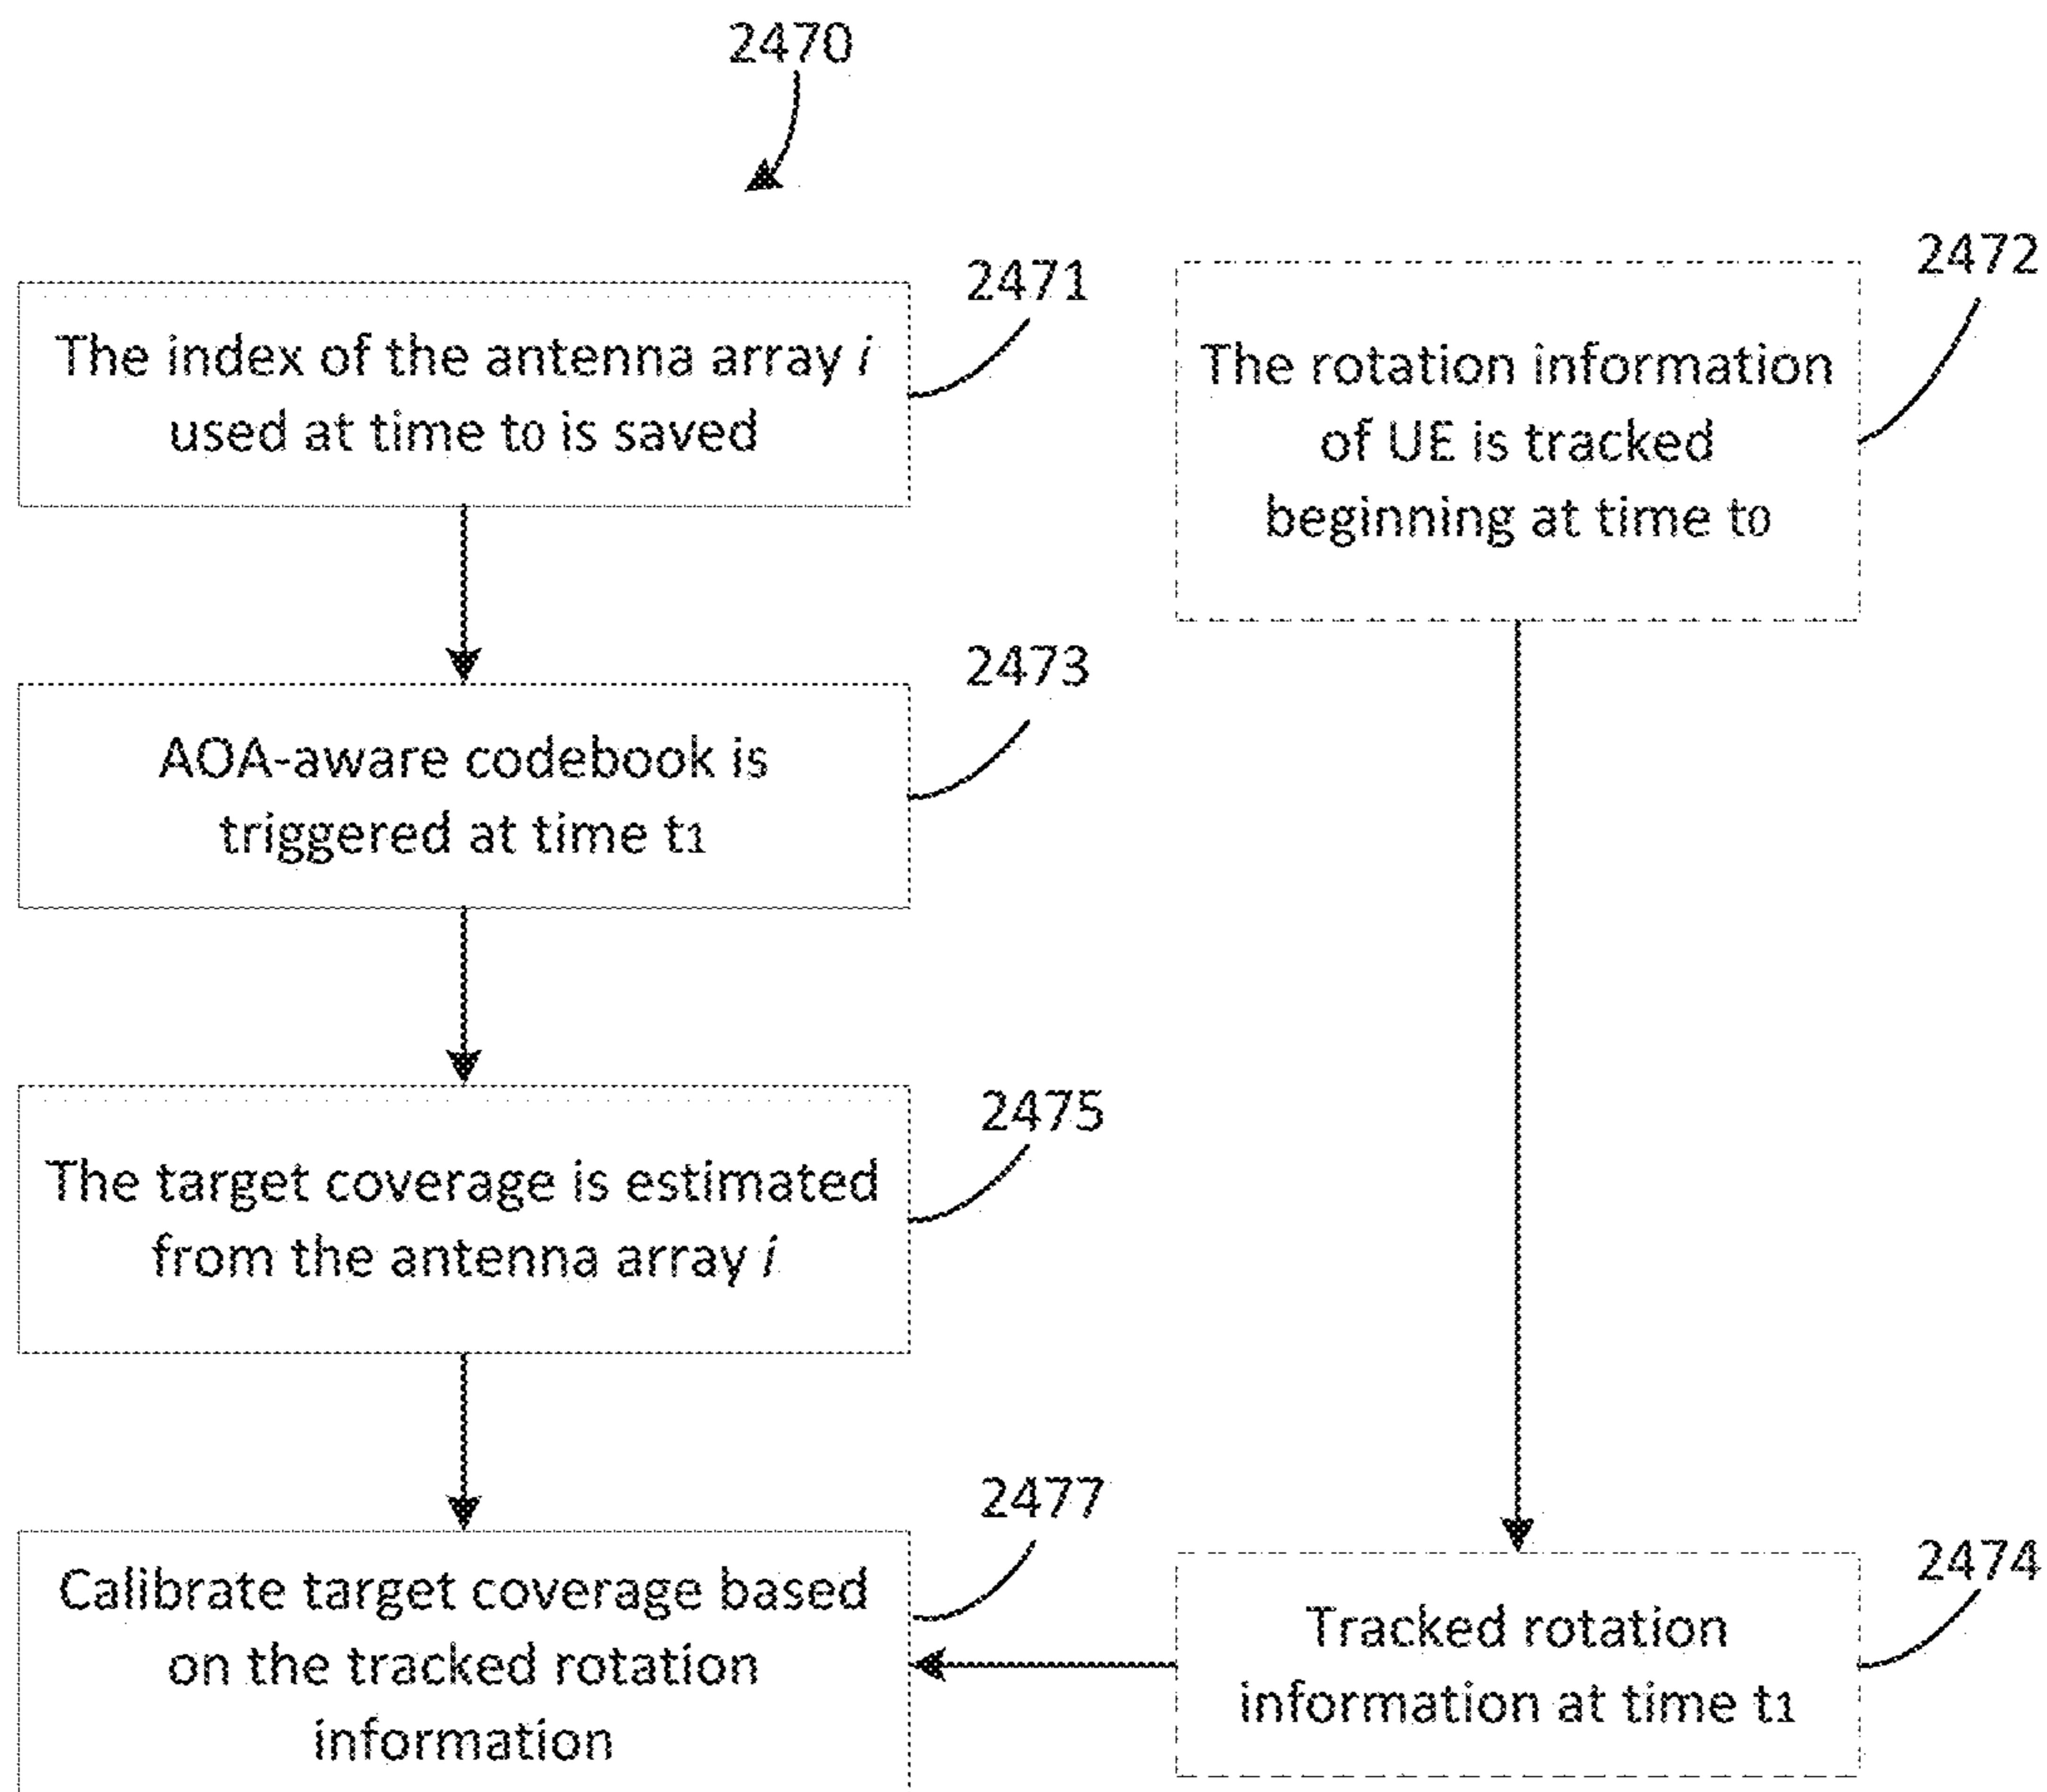 2470
2471
The index of the antenna array i
used at time t0 is saved
2472
The rotation information
of UE is tracked
beginning at time t0
2473
AOA-aware codebook is
triggered at time t1
2475
The target coverage is estimated
from the antenna array i
2477
Calibrate target coverage based
on the tracked rotation
information
2474
Tracked rotation
information at time t1